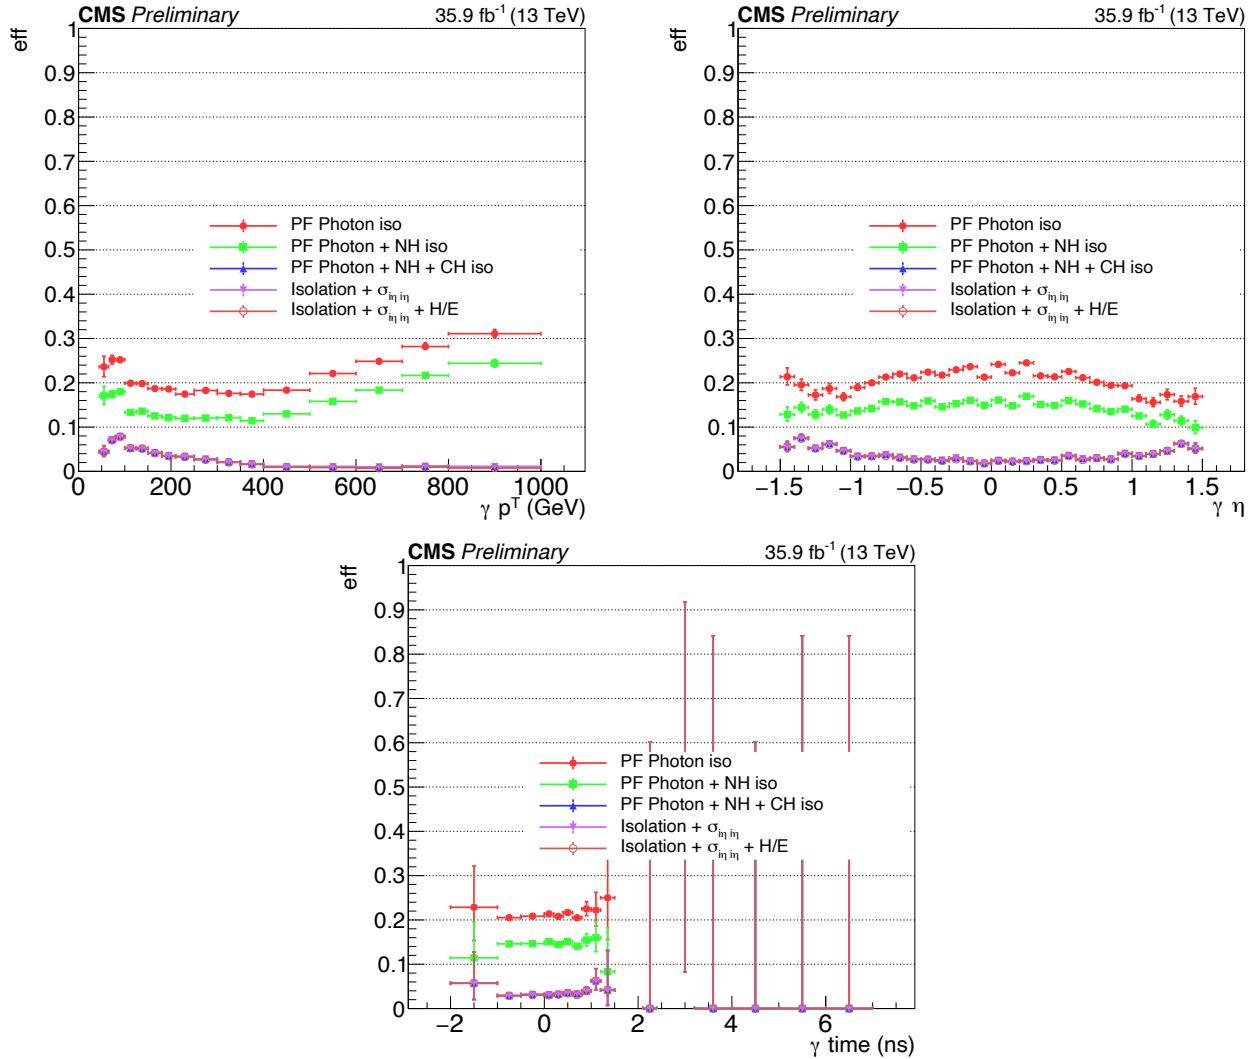 CMS Preliminary 35.9 fb⁻¹ (13 TeV)
eff
1
0.9
0.8
0.7
0.6
0.5
0.4
0.3
0.2
0.1
0
PF Photon iso
PF Photon + NH iso
PF Photon + NH + CH iso
Isolation + σiη iη
Isolation + σiη iη + H/E
0 200 400 600 800 1000
γ pᵀ (GeV)
CMS Preliminary 35.9 fb⁻¹ (13 TeV)
eff
1
0.9
0.8
0.7
0.6
0.5
0.4
0.3
0.2
0.1
0
PF Photon iso
PF Photon + NH iso
PF Photon + NH + CH iso
Isolation + σiη iη
Isolation + σiη iη + H/E
−1.5 −1 −0.5 0 0.5 1 1.5
γ η
CMS Preliminary 35.9 fb⁻¹ (13 TeV)
eff
1
0.9
0.8
0.7
0.6
0.5
0.4
0.3
0.2
0.1
0
PF Photon iso
PF Photon + NH iso
PF Photon + NH + CH iso
Isolation + σiη iη
Isolation + σiη iη + H/E
−2 0 2 4 6
γ time (ns)